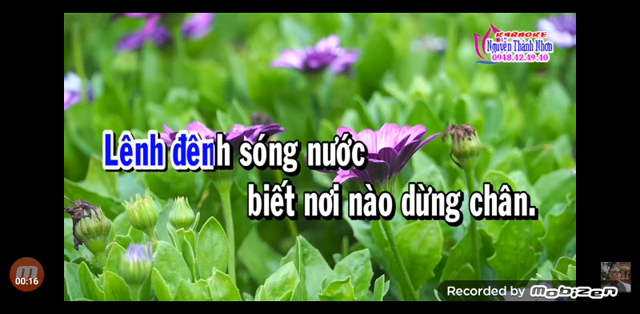 KARAOKE
Nguyễn Thành Nhơn
0948.42.49.40
Lênh đênh sóng nước
biết nơi nào dừng chân.
00:16
Recorded by mobizen